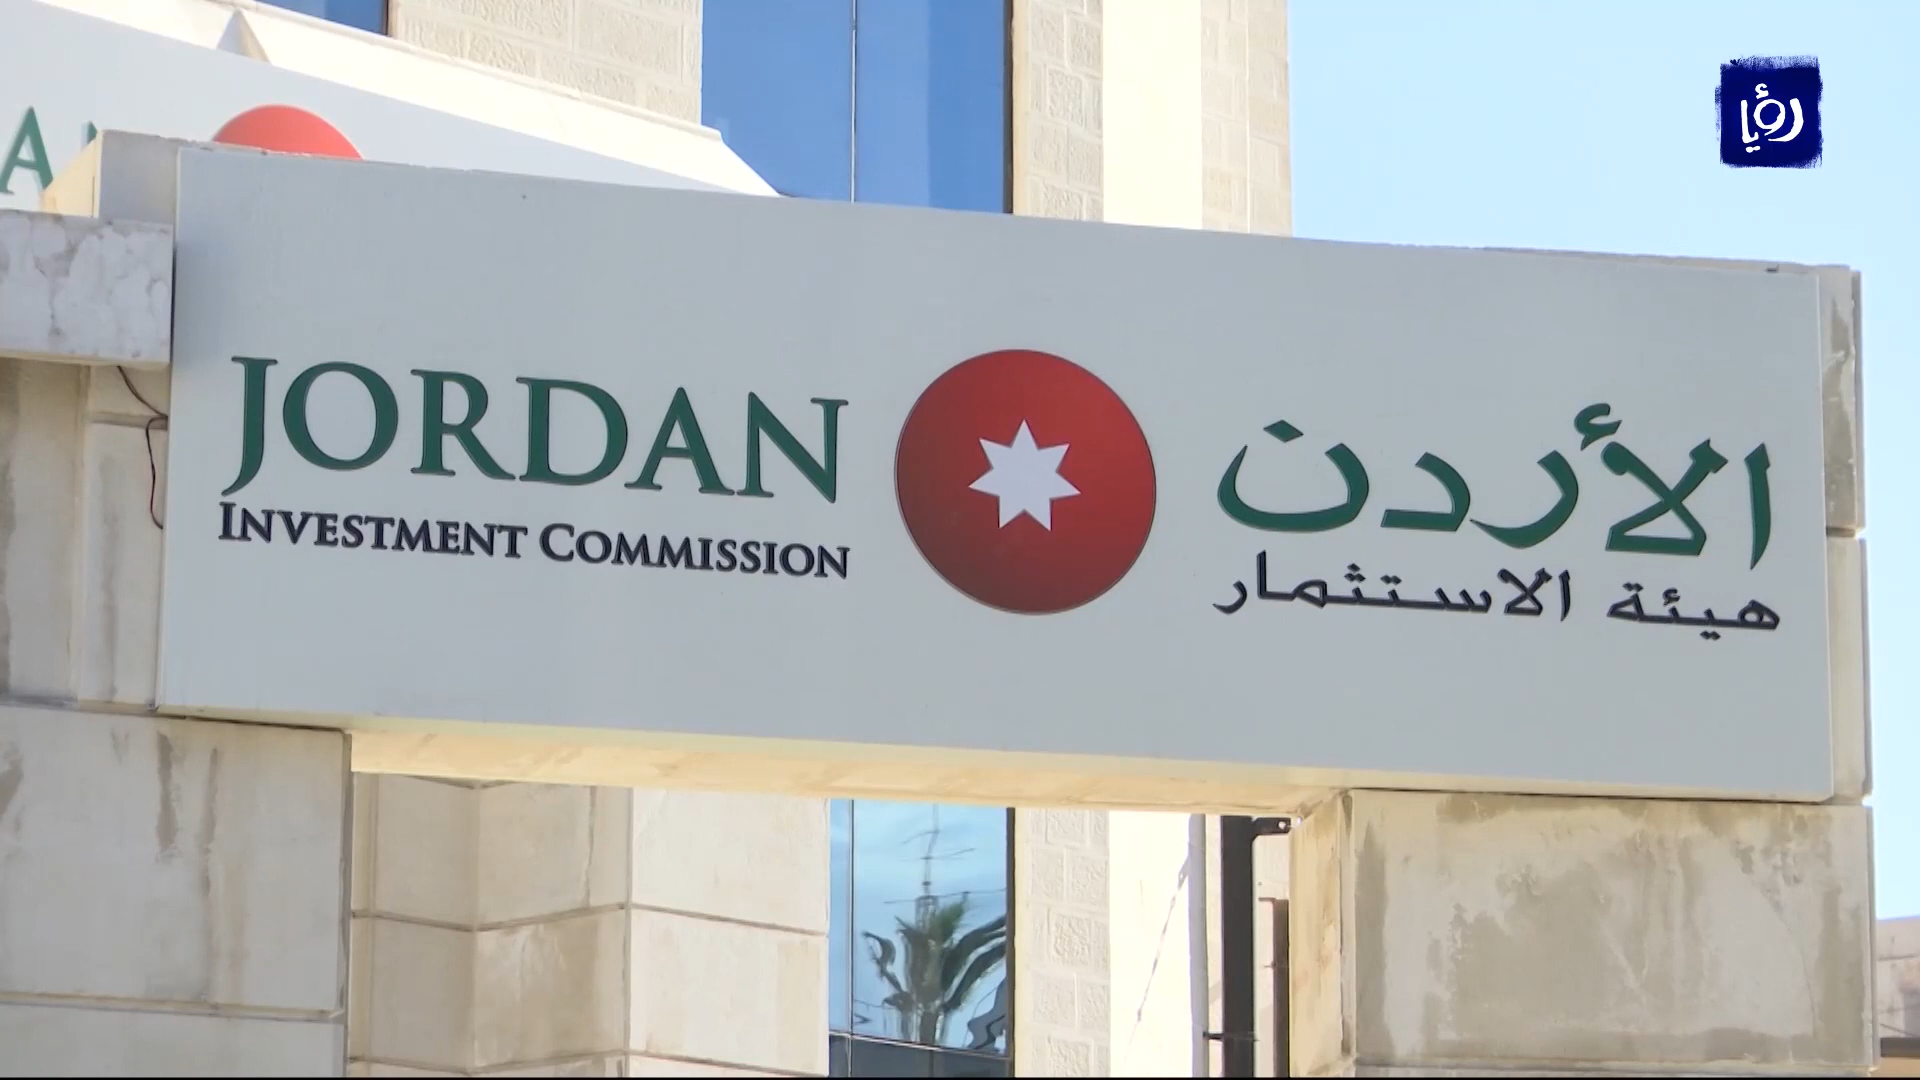 رؤيا
JORDAN
INVESTMENT COMMISSION
الأردن
هيئة الاستثمار